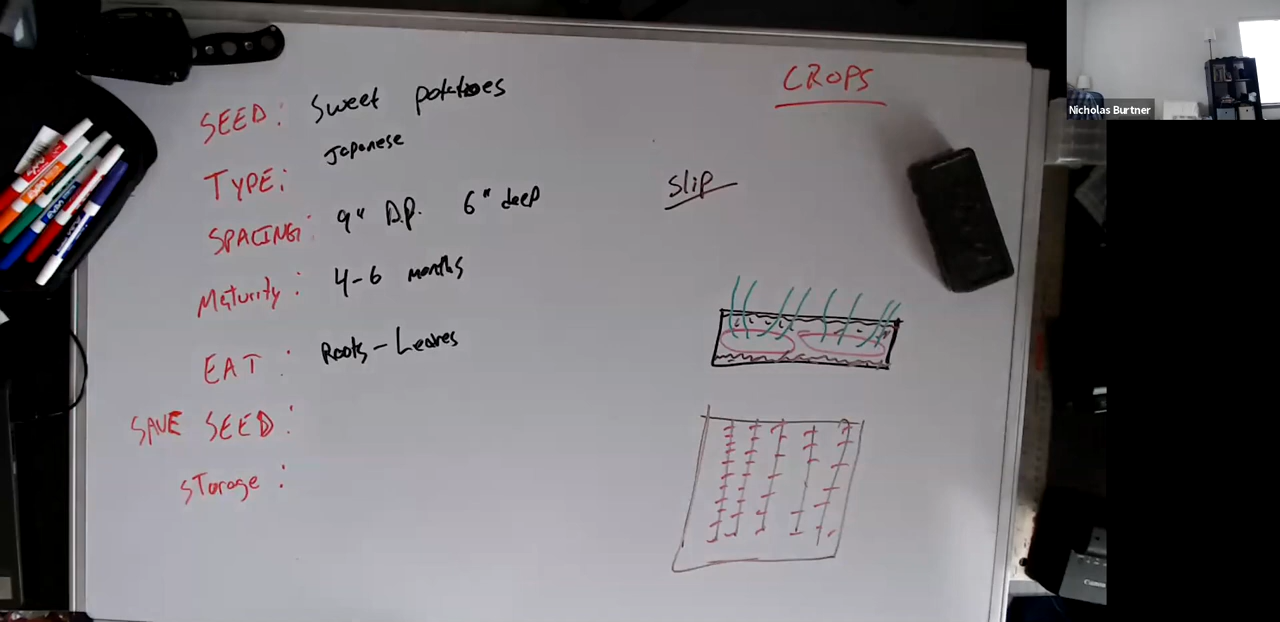 CROPS
SEED: Sweet potatoes
TYPE: Japanese
SPACING: 9" D.P. 6" deep
Maturity: 4-6 months
EAT: Roots - Leaves
SAVE SEED:
STorage:
Slip
Nicholas Burtner